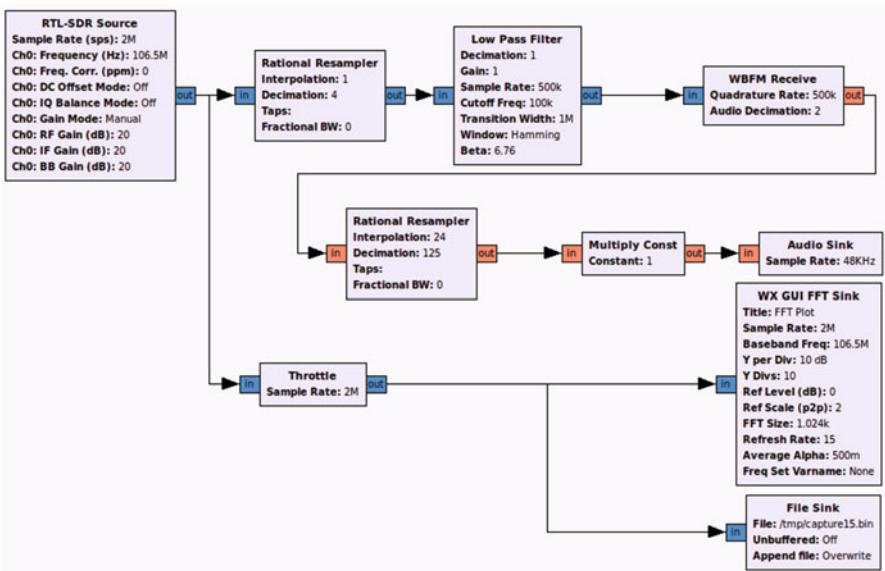 RTL-SDR Source
Sample Rate (sps): 2M
Ch0: Frequency (Hz): 106.5M
Ch0: Freq. Corr. (ppm): 0
Ch0: DC Offset Mode: Off
Ch0: IQ Balance Mode: Off
Ch0: Gain Mode: Manual
Ch0: RF Gain (dB): 20
Ch0: IF Gain (dB): 20
Ch0: BB Gain (dB): 20
out
in
Rational Resampler
Interpolation: 1
Decimation: 4
Taps:
Fractional BW: 0
out
in
Low Pass Filter
Decimation: 1
Gain: 1
Sample Rate: 500k
Cutoff Freq: 100k
Transition Width: 1M
Window: Hamming
Beta: 6.76
out
in
WBFM Receive
Quadrature Rate: 500k
Audio Decimation: 2
out
in
Rational Resampler
Interpolation: 24
Decimation: 125
Taps:
Fractional BW: 0
out
in
Multiply Const
Constant: 1
out
in
Audio Sink
Sample Rate: 48KHz
in
Throttle
Sample Rate: 2M
out
in
WX GUI FFT Sink
Title: FFT Plot
Sample Rate: 2M
Baseband Freq: 106.5M
Y per Div: 10 dB
Y Divs: 10
Ref Level (dB): 0
Ref Scale (p2p): 2
FFT Size: 1.024k
Refresh Rate: 15
Average Alpha: 500m
Freq Set Varname: None
in
File Sink
File: /tmp/capture15.bin
Unbuffered: Off
Append file: Overwrite